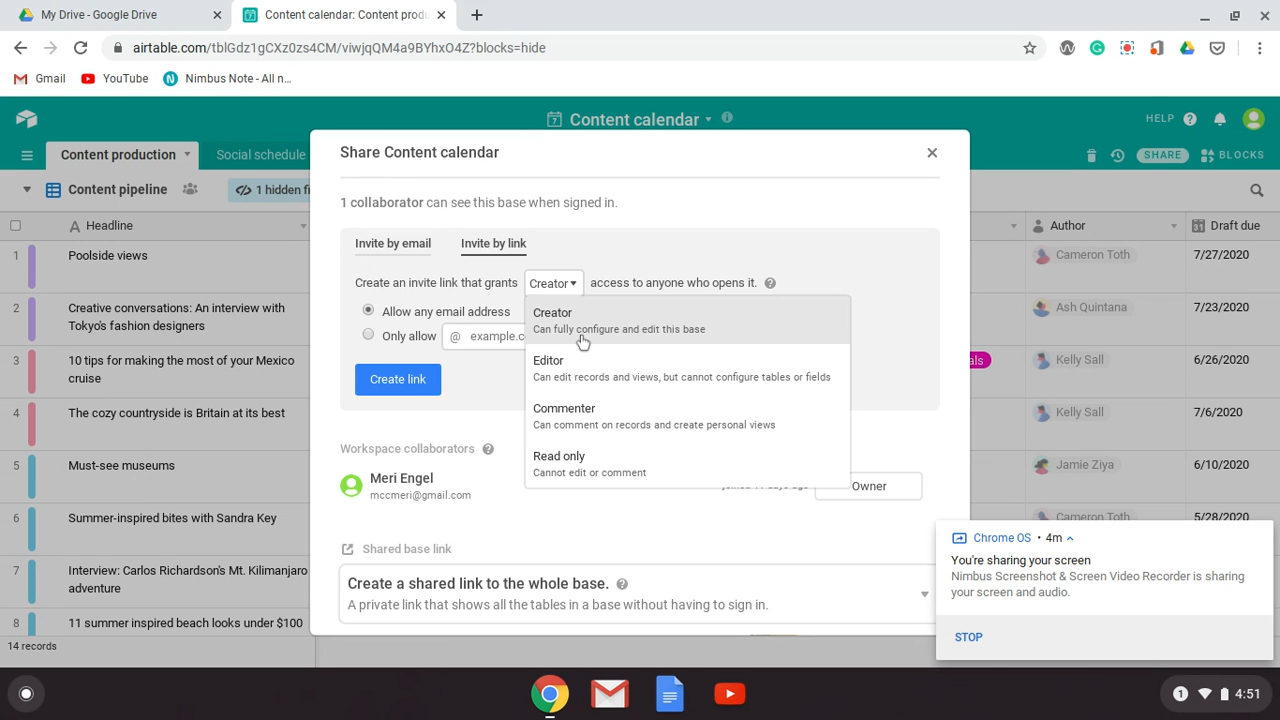 My Drive - Google Drive
Content calendar: Content produ
airtable.com/tblGdz1gCXz0zs4CM/viwjqQM4a9BYhxO4Z?blocks=hide
Gmail
YouTube
Nimbus Note - All n...
Content calendar
HELP
Content production
Social schedule
SHARE
BLOCKS
Content pipeline
1 hidden fi
Headline
Author
Draft due
1 Poolside views
Cameron Toth
7/27/2020
2 Creative conversations: An interview with
Tokyo's fashion designers
Ash Quintana
7/23/2020
3 10 tips for making the most of your Mexico
cruise
als
Kelly Sall
6/26/2020
4 The cozy countryside is Britain at its best
Kelly Sall
7/6/2020
5 Must-see museums
Jamie Ziya
6/10/2020
6 Summer-inspired bites with Sandra Key
Cameron Toth
5/28/2020
7 Interview: Carlos Richardson's Mt. Kilimanjaro
adventure
8 11 summer inspired beach looks under $100
14 records
Share Content calendar
1 collaborator can see this base when signed in.
Invite by email
Invite by link
Create an invite link that grants Creator access to anyone who opens it.
Allow any email address
Only allow @ example.c
Create link
Creator
Can fully configure and edit this base
Editor
Can edit records and views, but cannot configure tables or fields
Commenter
Can comment on records and create personal views
Read only
Cannot edit or comment
Workspace collaborators
Meri Engel
mccmeri@gmail.com
Owner
Shared base link
Create a shared link to the whole base.
A private link that shows all the tables in a base without having to sign in.
Chrome OS • 4m
You're sharing your screen
Nimbus Screenshot & Screen Video Recorder is sharing
your screen and audio.
STOP
1
4:51